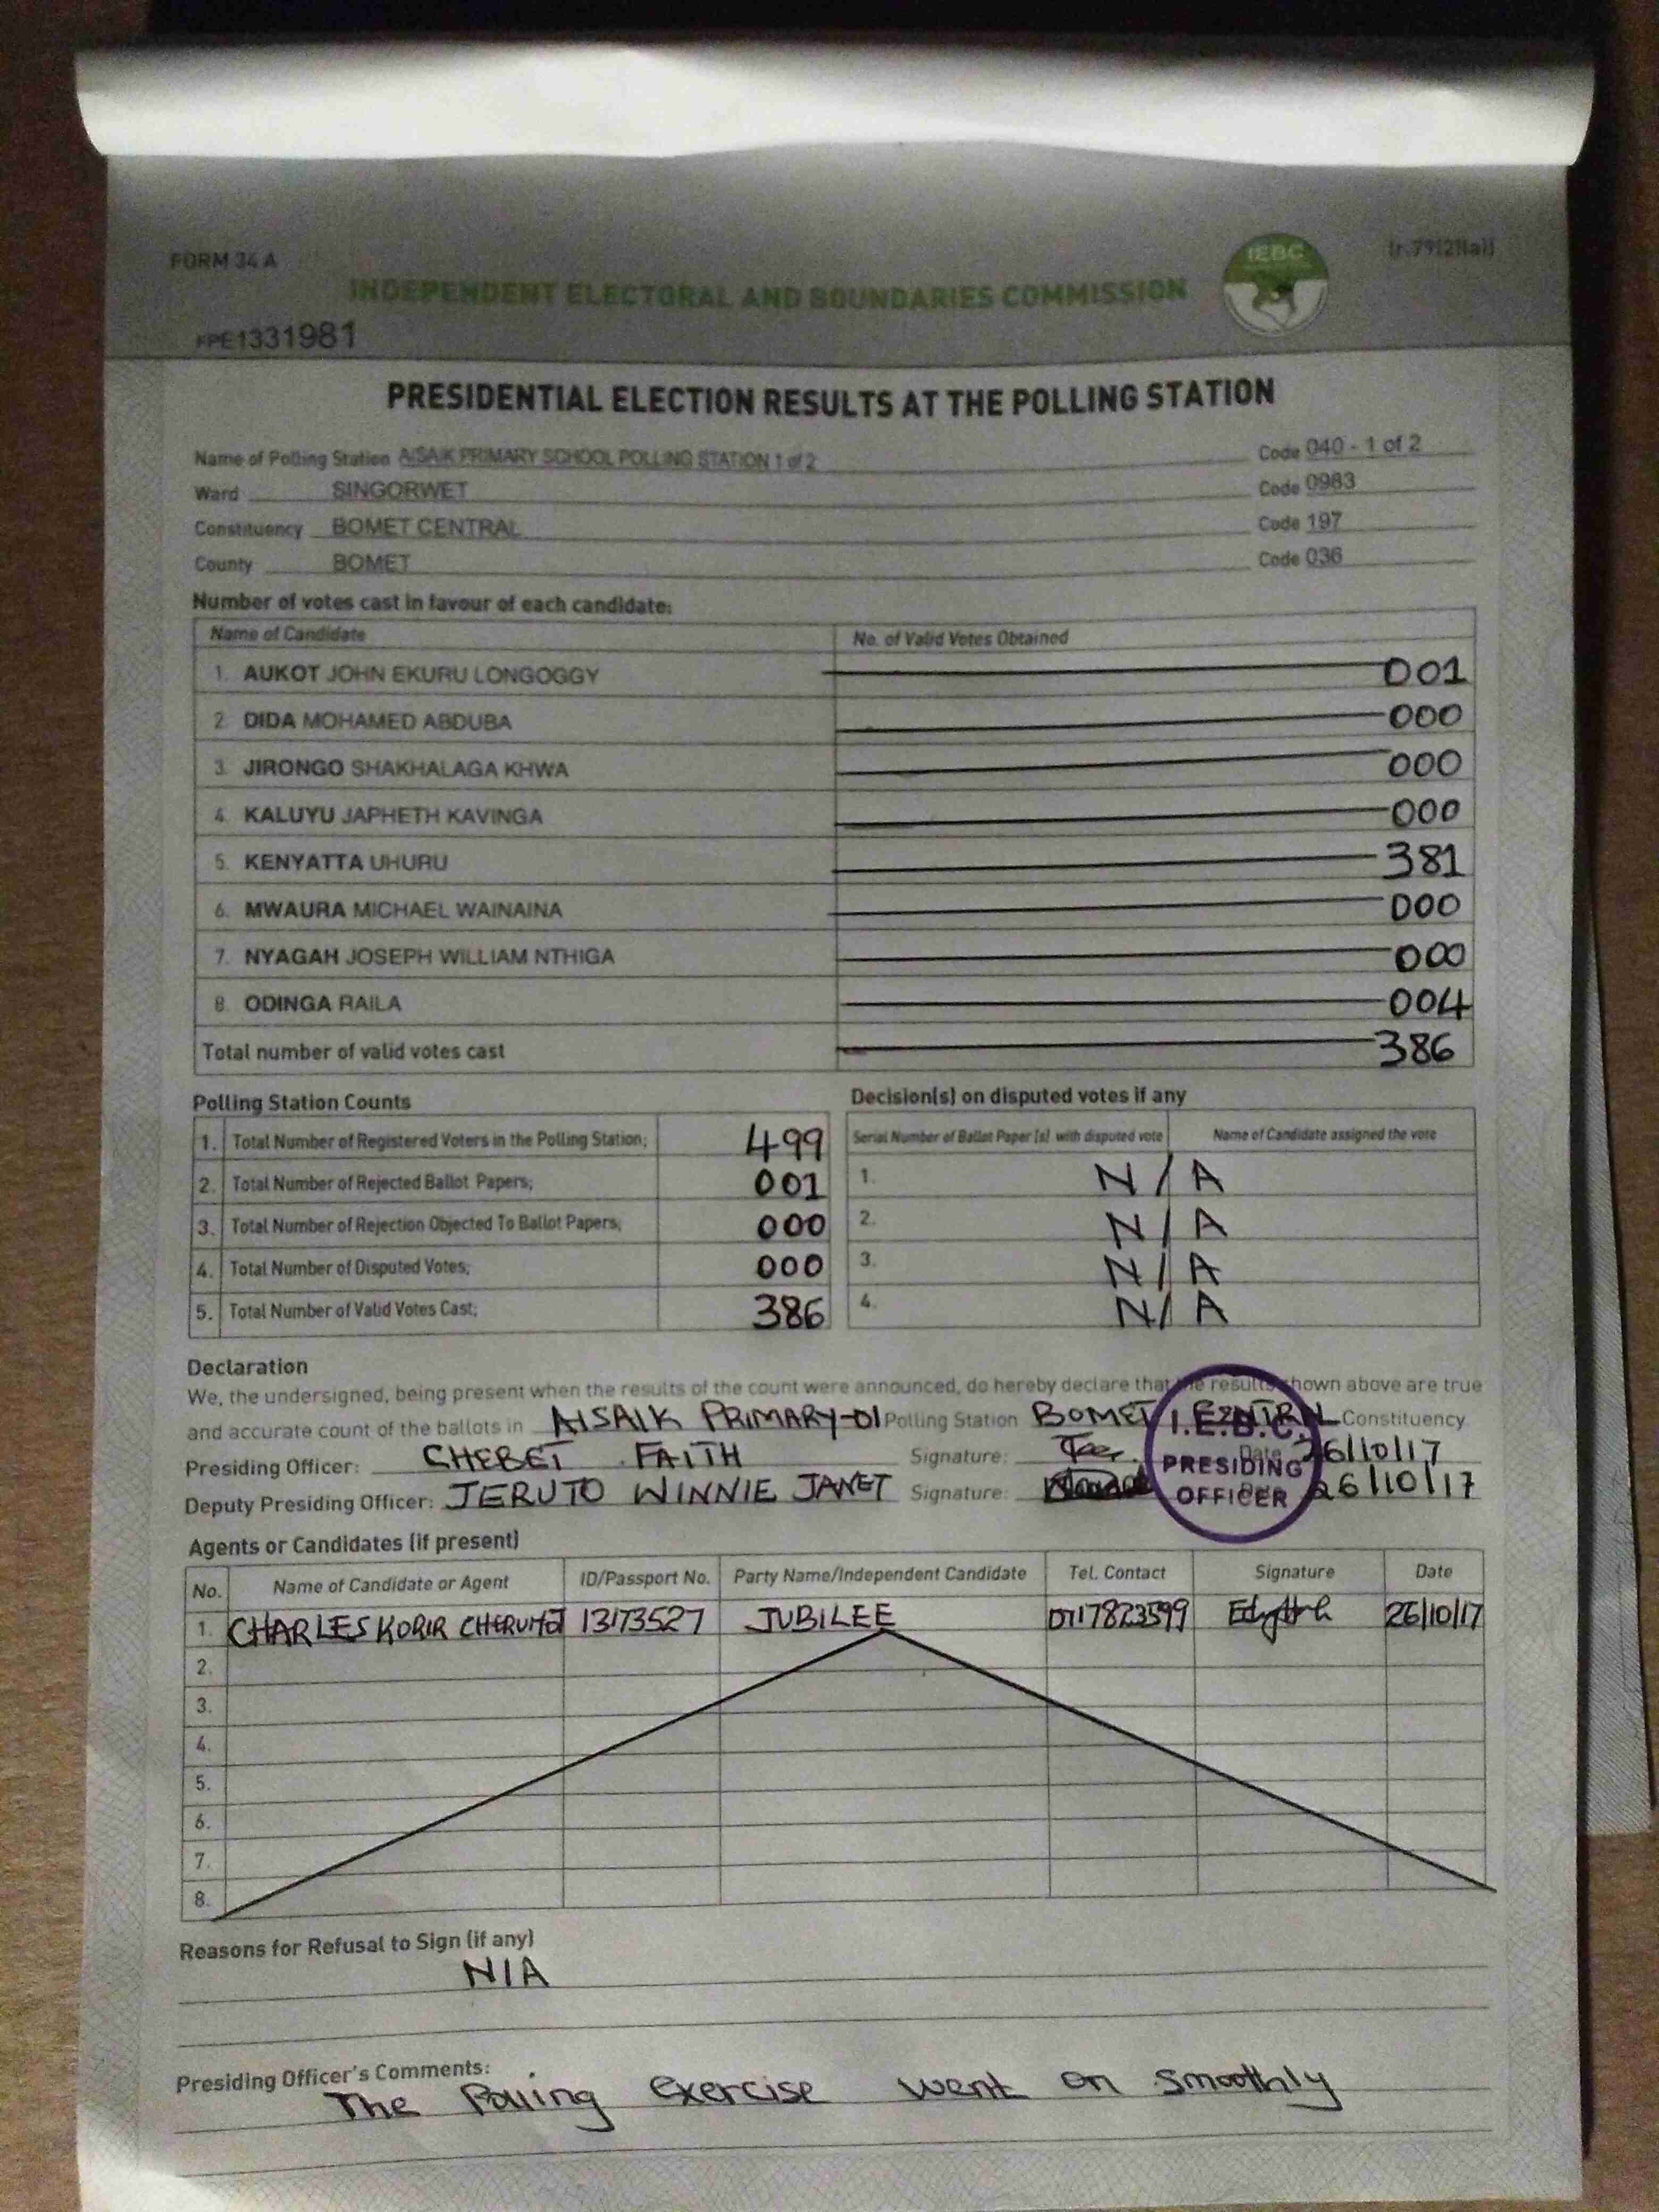 FORM 34 A
(r.79(2)(a))
IEBC
INDEPENDENT ELECTORAL AND BOUNDARIES COMMISSION
FPE1331981
PRESIDENTIAL ELECTION RESULTS AT THE POLLING STATION
Name of Polling Station AISAIK PRIMARY SCHOOL POLLING STATION 1 of 2 Code 040 - 1 of 2
Ward SINGORWET Code 0983
Constituency BOMET CENTRAL Code 197
County BOMET Code 036
Number of votes cast in favour of each candidate:
Name of Candidate No. of Valid Votes Obtained
1. AUKOT JOHN EKURU LONGOGGY 001
2. DIDA MOHAMED ABDUBA 000
3. JIRONGO SHAKHALAGA KHWA 000
4. KALUYU JAPHETH KAVINGA 000
5. KENYATTA UHURU 381
6. MWAURA MICHAEL WAINAINA 000
7. NYAGAH JOSEPH WILLIAM NTHIGA 000
8. ODINGA RAILA 004
Total number of valid votes cast 386
Polling Station Counts
1. Total Number of Registered Voters in the Polling Station; 499
2. Total Number of Rejected Ballot Papers; 001
3. Total Number of Rejection Objected To Ballot Papers; 000
4. Total Number of Disputed Votes; 000
5. Total Number of Valid Votes Cast; 386
Decision(s) on disputed votes if any
Serial Number of Ballot Paper (s) with disputed vote Name of Candidate assigned the vote
1. N/A
2. N/A
3. N/A
4. N/A
Declaration
We, the undersigned, being present when the results of the count were announced, do hereby declare that the results shown above are true
and accurate count of the ballots in AISAIK PRIMARY-01 Polling Station BOMET CENTRAL Constituency
Presiding Officer: CHEBET FAITH Signature: Date 26/10/17
Deputy Presiding Officer: JERUTO WINNIE JANET Signature: 26/10/17
I.E.B.C.
PRESIDING
OFFICER
Agents or Candidates (if present)
No. Name of Candidate or Agent ID/Passport No. Party Name/Independent Candidate Tel. Contact Signature Date
1. CHARLES KORIR 13173527 JUBILEE 0717823599 26/10/17
2.
3.
4.
5.
6.
7.
8.
Reasons for Refusal to Sign (if any)
N/A
Presiding Officer's Comments:
The Polling exercise went on smoothly